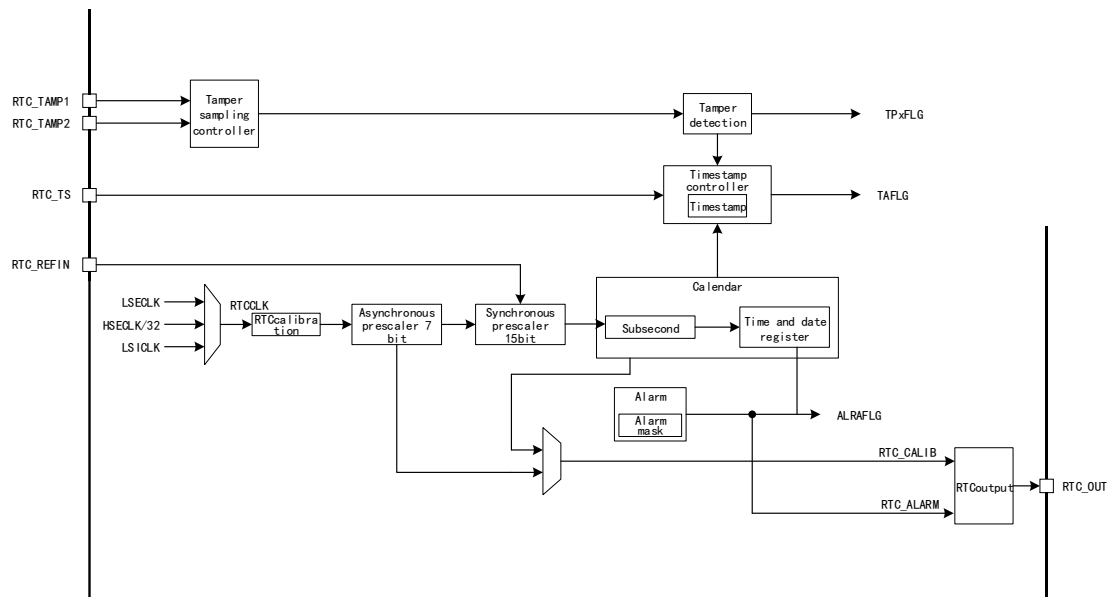 RTC_TAMP1
RTC_TAMP2
Tamper
sampling
controller
Tamper
detection
TPxFLG
RTC_TS
Timestamp
controller
Timestamp
TAFLG
RTC_REFIN
LSECLK
HSECLK/32
LSICLK
RTCCLK
RTCcalibra
tion
Asynchronous
prescaler 7
bit
Synchronous
prescaler
15bit
Calendar
Subsecond
Time and date
register
Alarm
Alarm
mask
ALRAFLG
RTC_CALIB
RTC_ALARM
RTCoutput
RTC_OUT